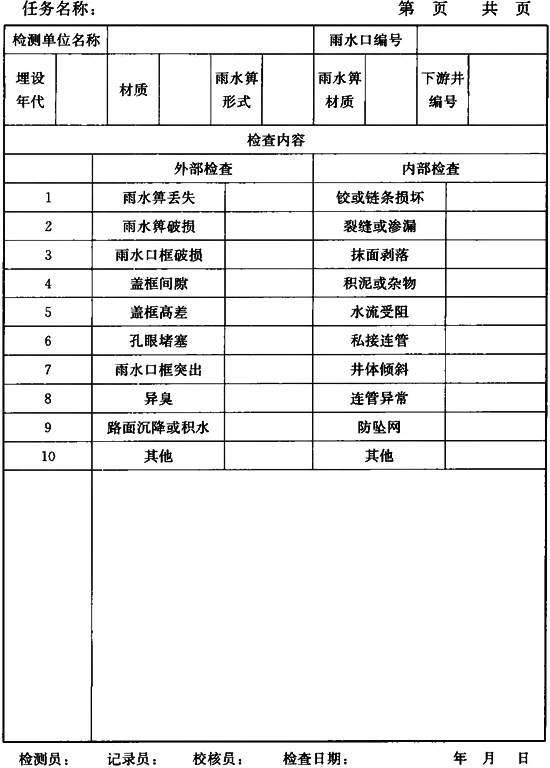 任务名称： 第 页 共 页
检测单位名称 雨水口编号
埋设年代 材质 雨水箅形式 雨水箅材质 下游井编号
检查内容
外部检查 内部检查
1 雨水箅丢失 铰或链条损坏
2 雨水箅破损 裂缝或渗漏
3 雨水口框破损 抹面剥落
4 盖框间隙 积泥或杂物
5 盖框高差 水流受阻
6 孔眼堵塞 私接连管
7 雨水口框突出 井体倾斜
8 异臭 连管异常
9 路面沉降或积水 防坠网
10 其他 其他
检测员： 记录员： 校核员： 检查日期： 年 月 日